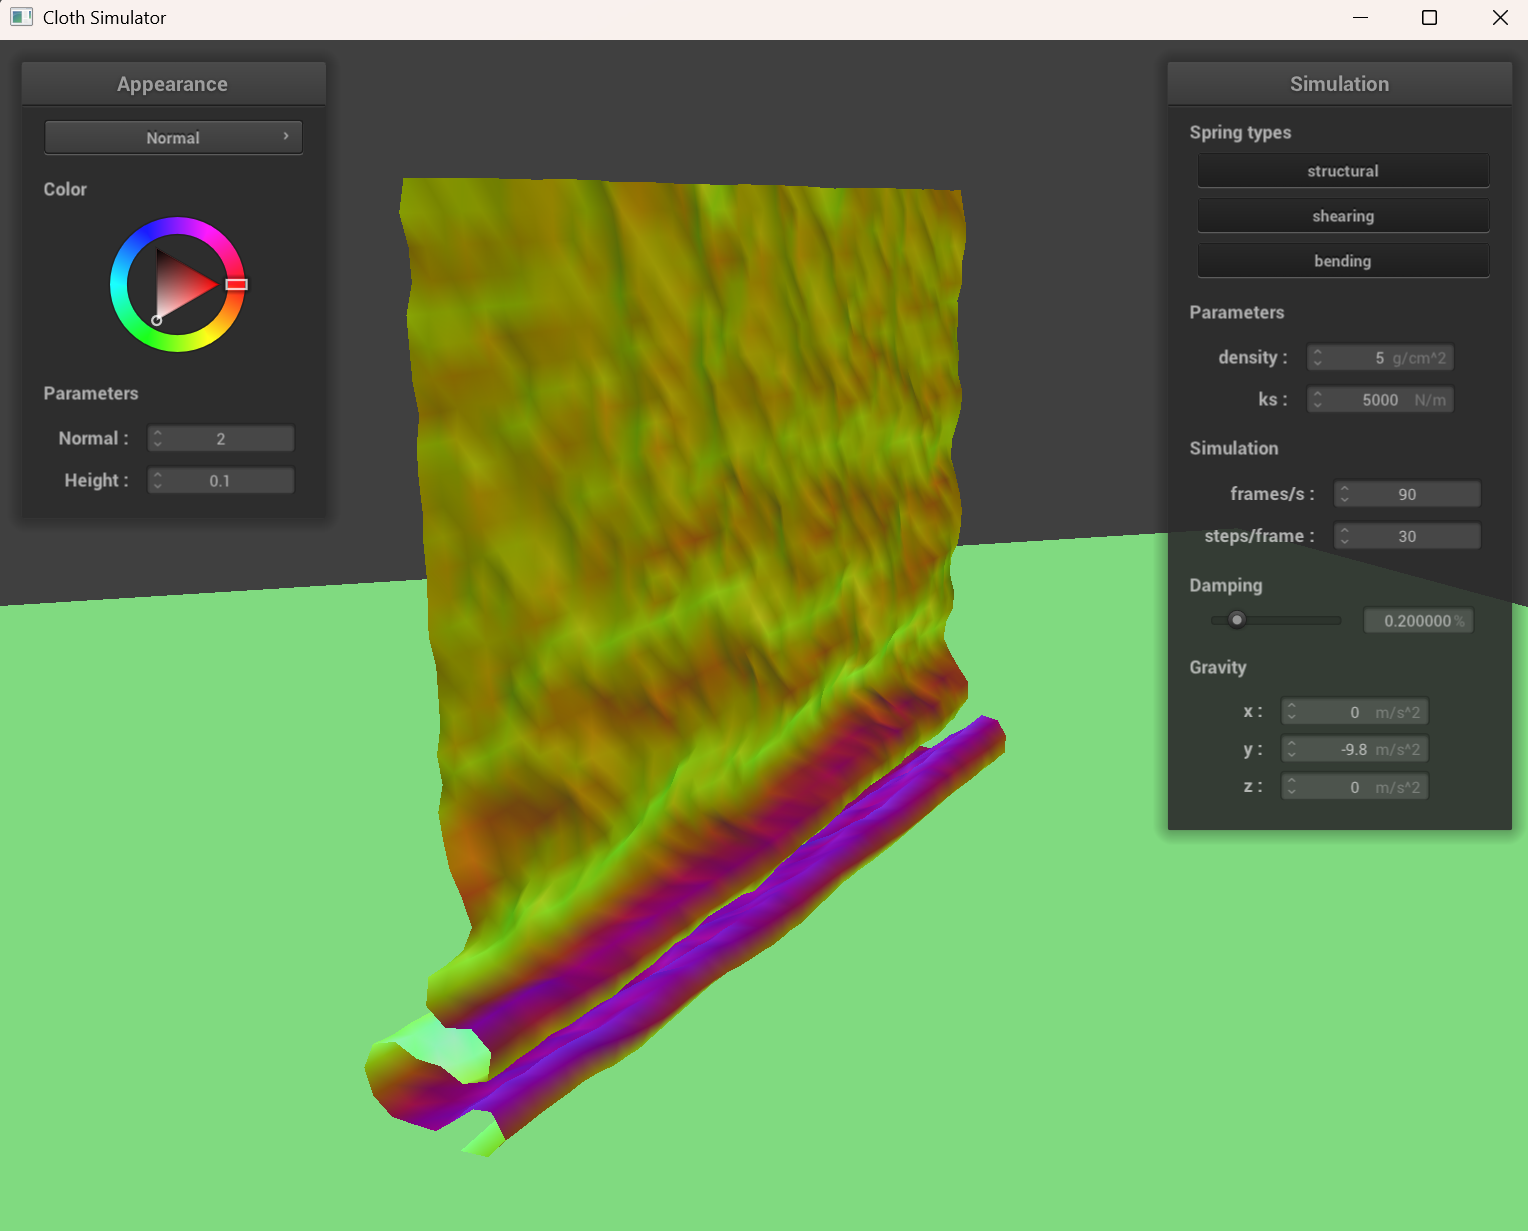 Cloth Simulator
Appearance
Normal
Color
Parameters
Normal : 2
Height : 0.1
Simulation
Spring types
structural
shearing
bending
Parameters
density : 5 g/cm^2
ks : 5000 N/m
Simulation
frames/s : 90
steps/frame : 30
Damping
0.200000 %
Gravity
x : 0 m/s^2
y : -9.8 m/s^2
z : 0 m/s^2